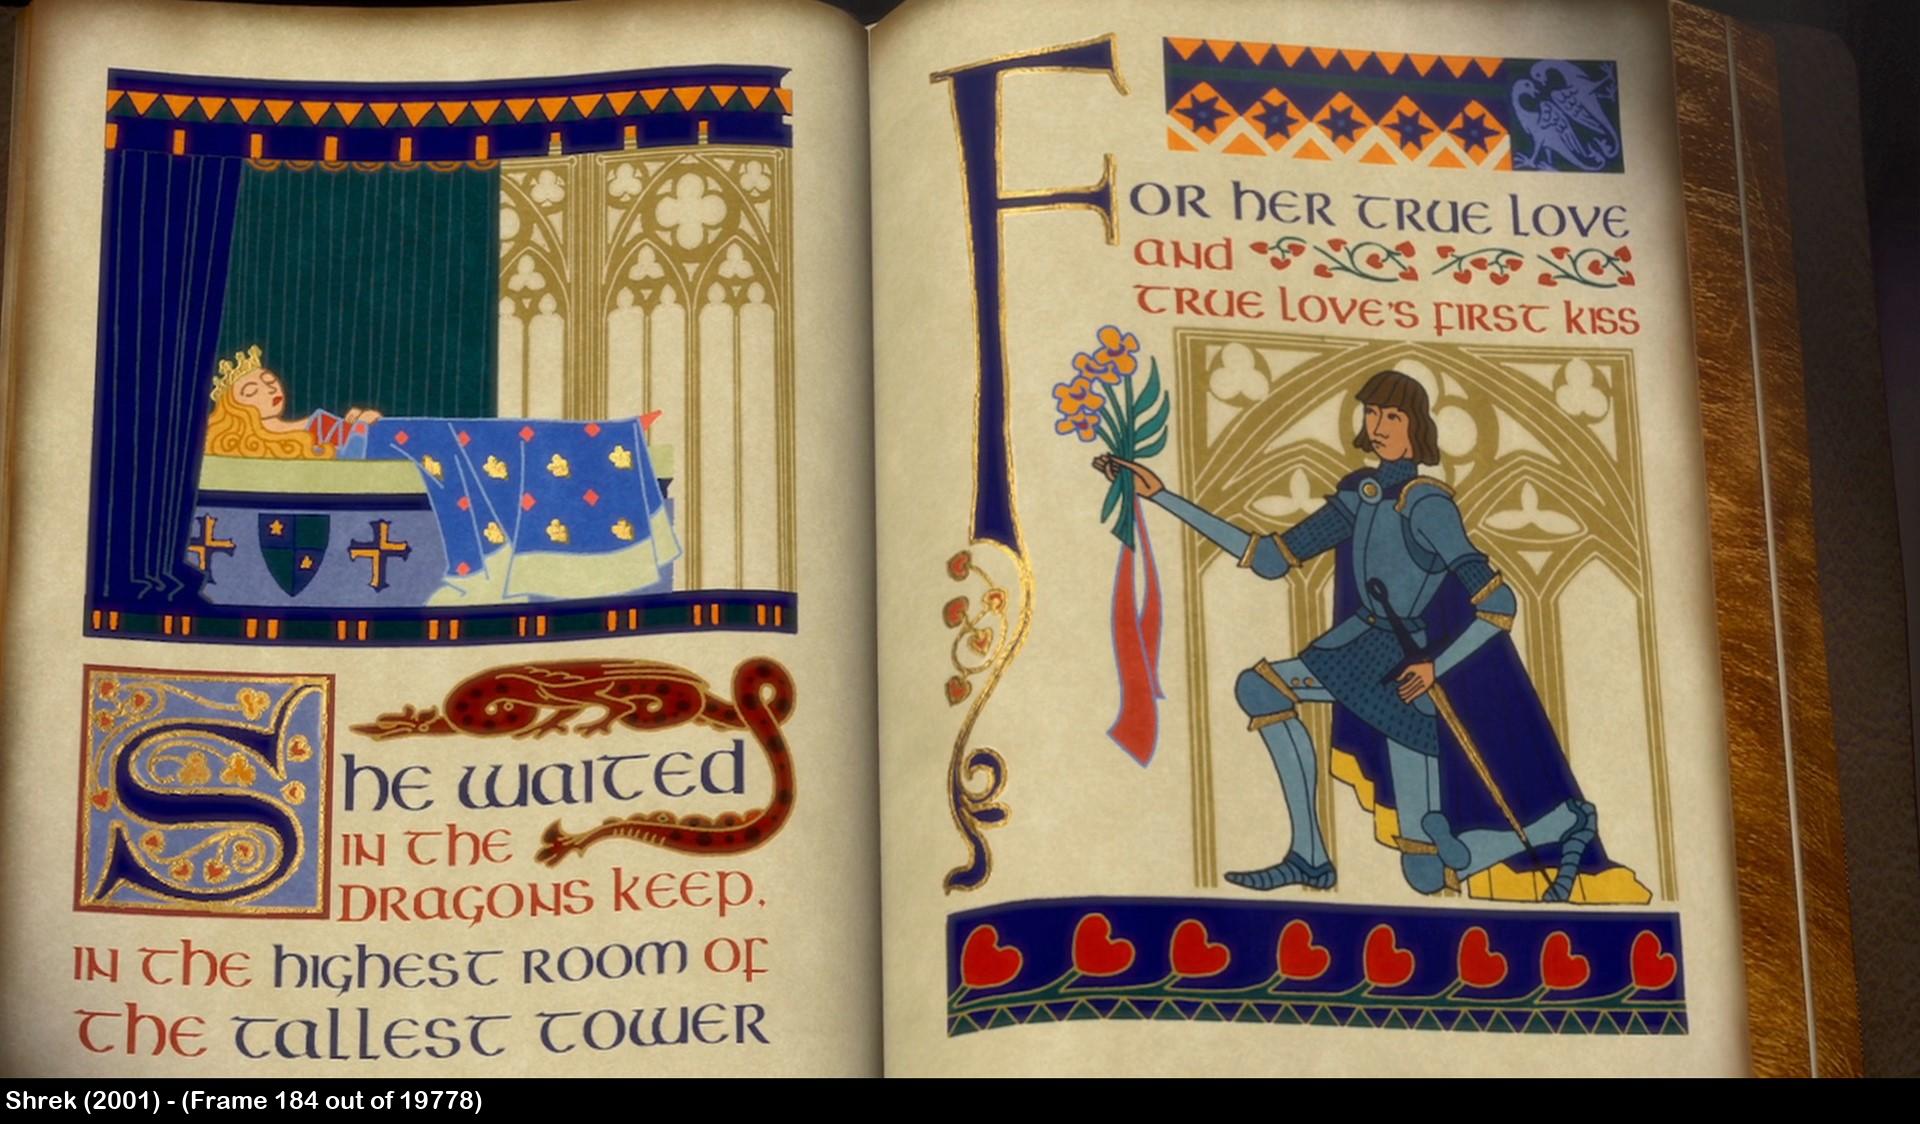 She waited
in the
dragons keep,
in the highest room of
the tallest tower
For her true love
and
true love's first kiss
Shrek (2001) - (Frame 184 out of 19778)